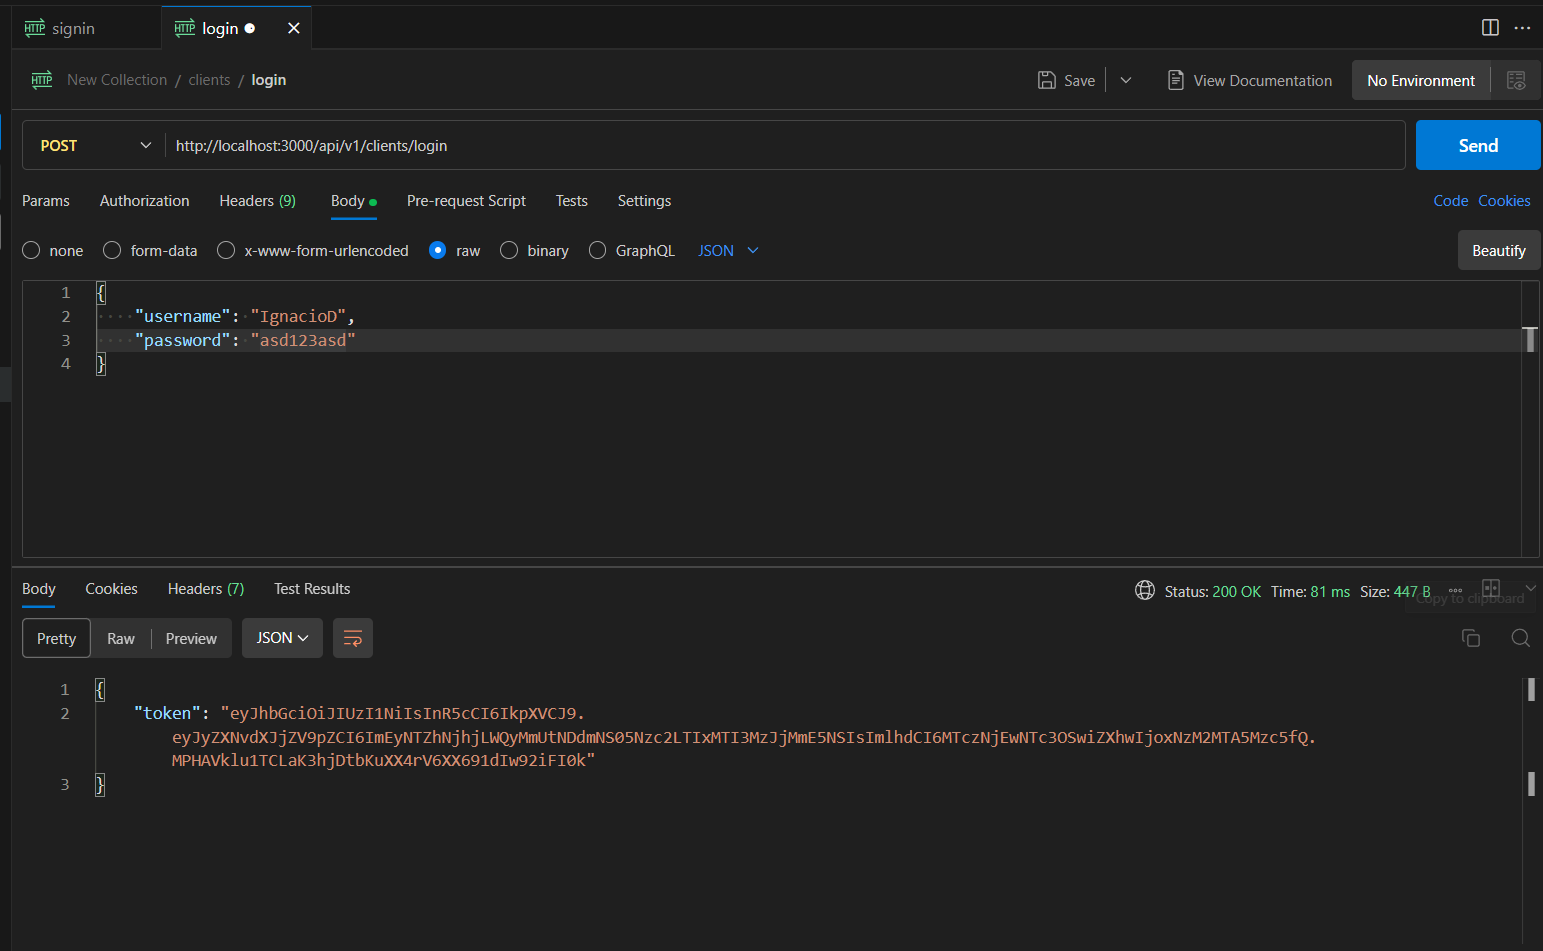 HTTP signin HTTP login
HTTP New Collection / clients / login Save View Documentation No Environment
POST http://localhost:3000/api/v1/clients/login Send
Params Authorization Headers (9) Body Pre-request Script Tests Settings Code Cookies
none form-data x-www-form-urlencoded raw binary GraphQL JSON Beautify
1 {
2 "username": "IgnacioD",
3 "password": "asd123asd"
4 }
Body Cookies Headers (7) Test Results Status: 200 OK Time: 81 ms Size: 447 B
Copy to clipboard
Pretty Raw Preview JSON
1 {
2 "token": "eyJhbGciOiJIUzI1NiIsInR5cCI6IkpXVCJ9.
eyJyZXNvdXJjZV9pZCI6ImEyNTZhNjhjLWQyMmUtNDdmNS05Nzc2LTIxMTI3MzJjMmE5NSIsImlhdCI6MTczNjEwNTc3OSwiZXhwIjoxNzM2MTA5Mzc5fQ.
MPHAVklu1TCLaK3hjDtbKuXX4rV6XX691dIw92iFI0k"
3 }